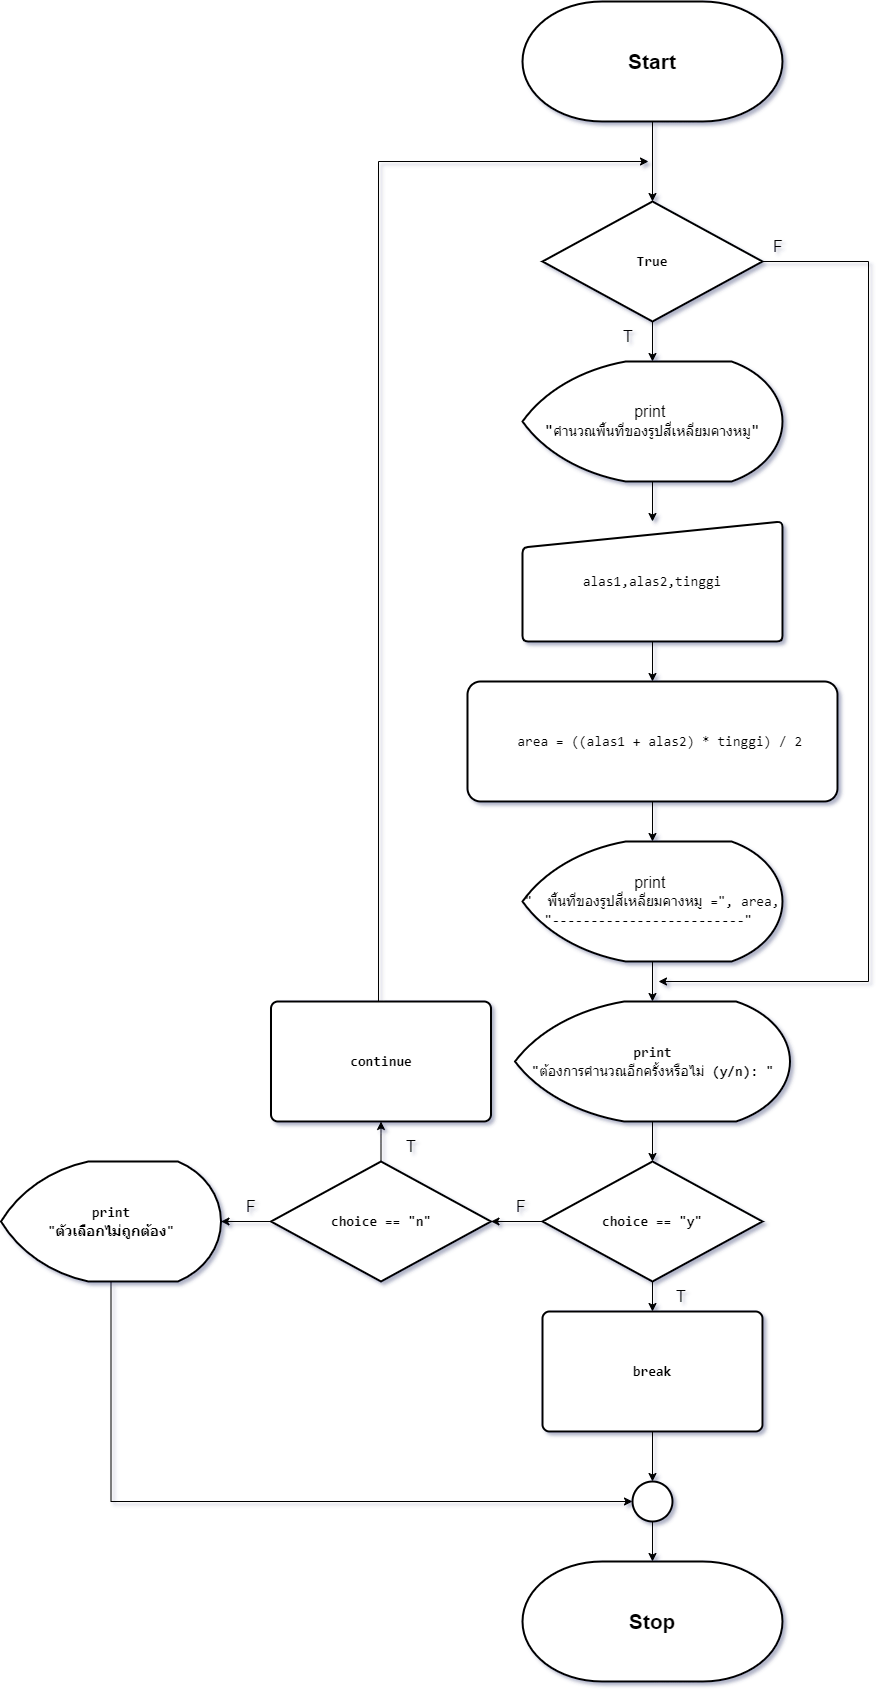 Start
True
F
T
print
"คำนวณพื้นที่ของรูปสี่เหลี่ยมคางหมู"
alas1,alas2,tinggi
area = ((alas1 + alas2) * tinggi) / 2
print
"  พื้นที่ของรูปสี่เหลี่ยมคางหมู =", area,
"-------------------------"
print
"ต้องการคำนวณอีกครั้งหรือไม่ (y/n): "
continue
T
print
"ตัวเลือกไม่ถูกต้อง"
F
choice == "n"
F
choice == "y"
T
break
Stop